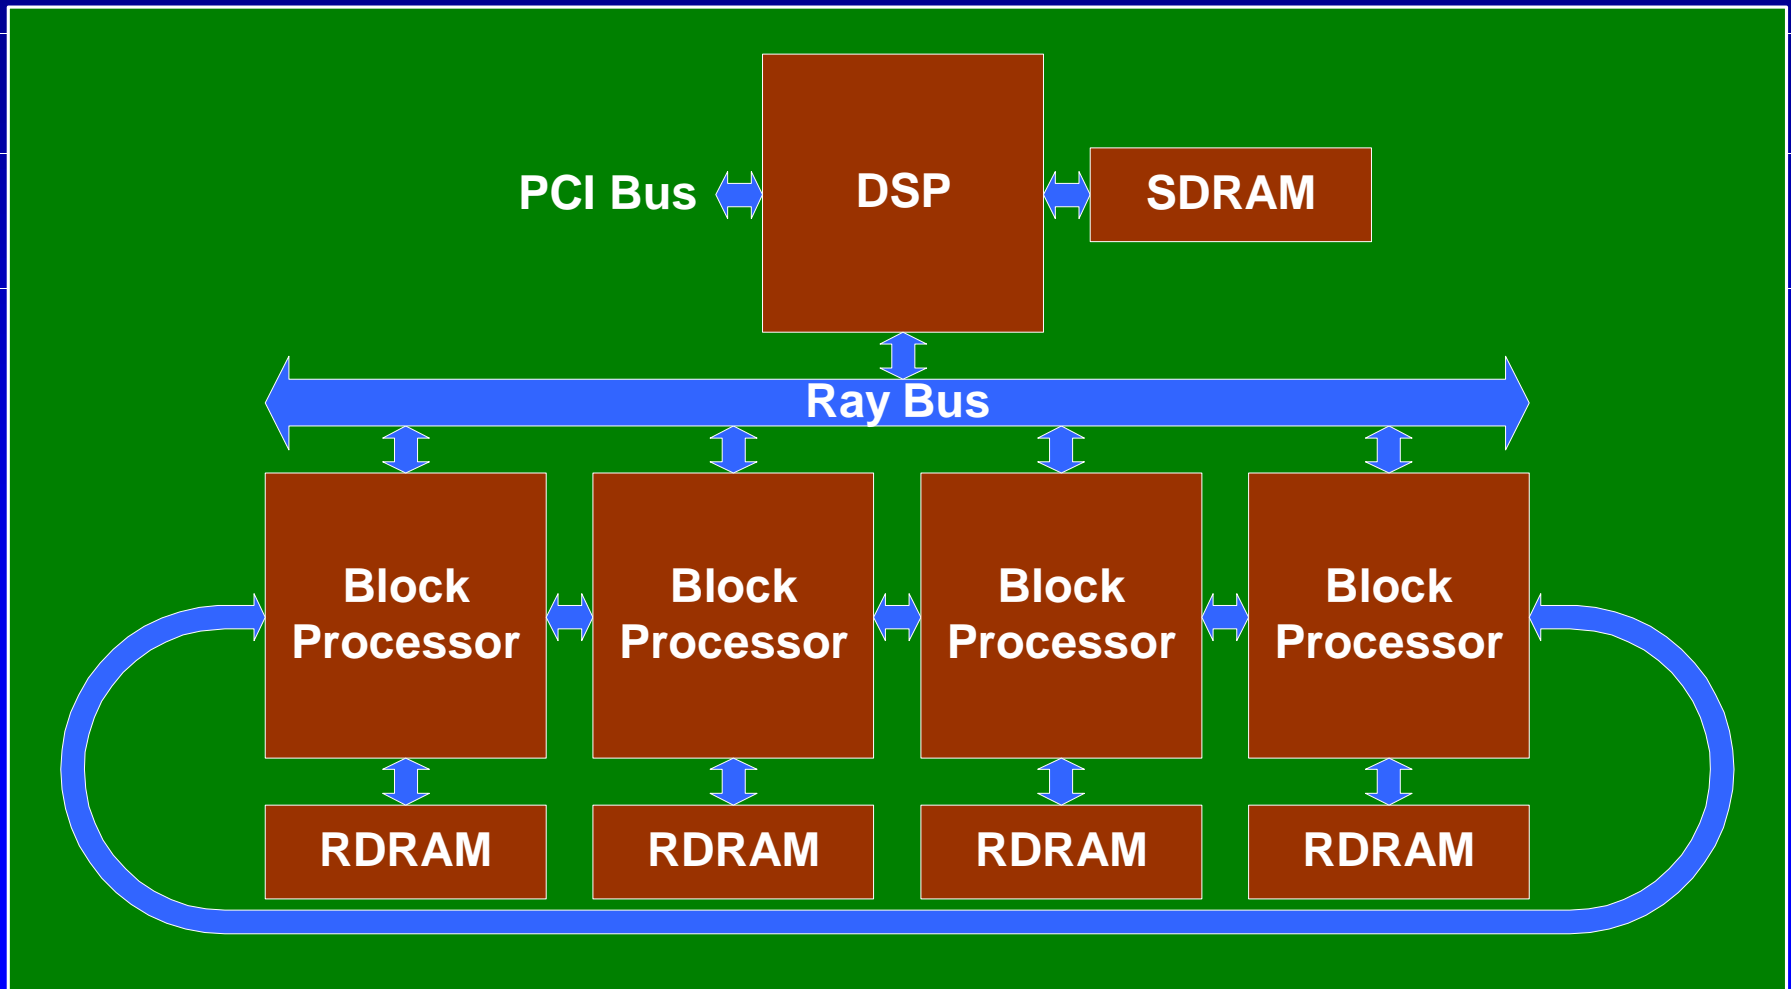 PCI Bus
DSP
SDRAM
Ray Bus
Block
Processor
Block
Processor
Block
Processor
Block
Processor
RDRAM
RDRAM
RDRAM
RDRAM